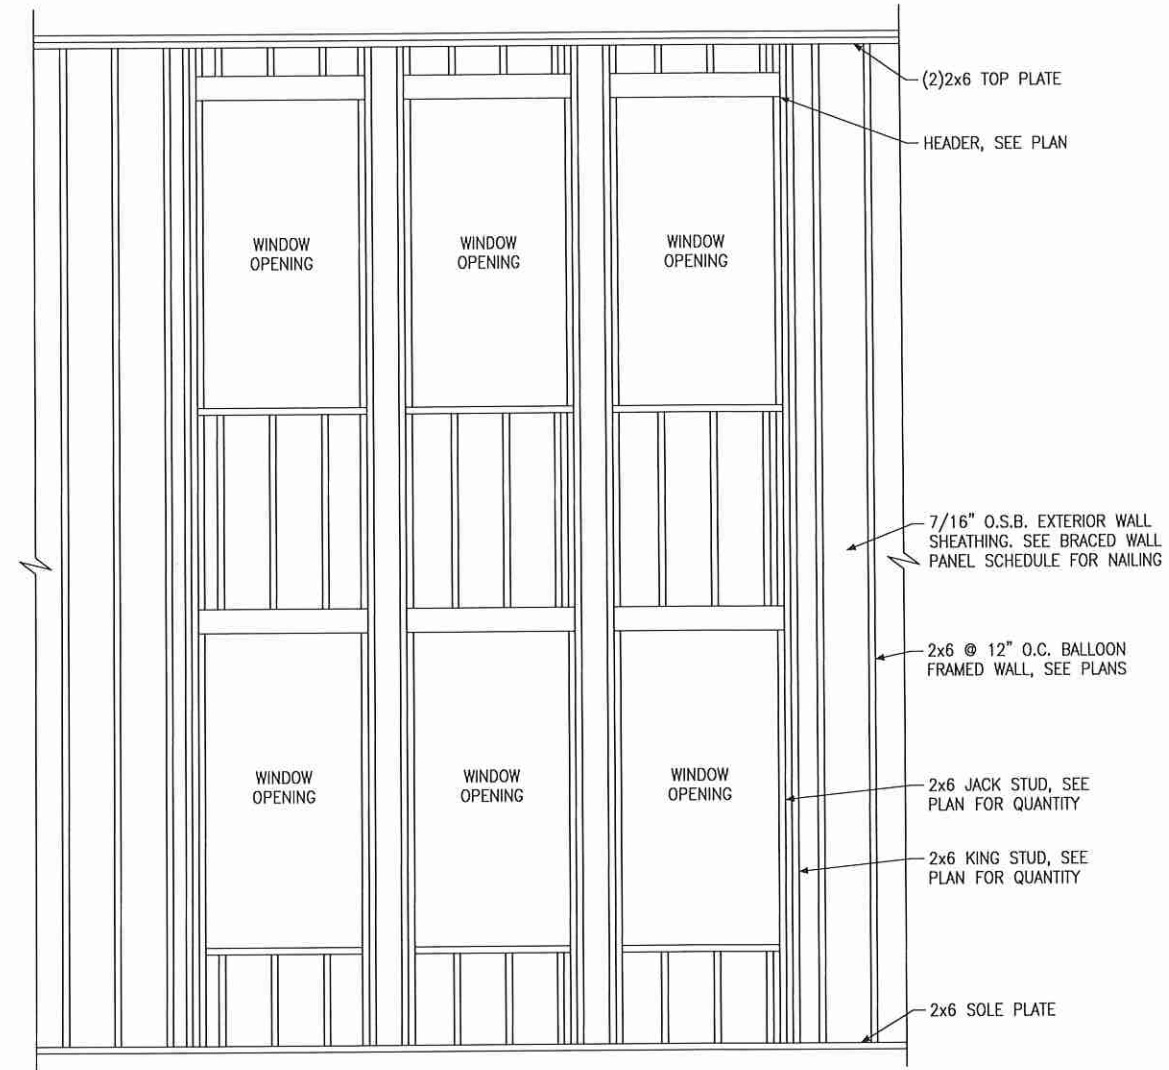 (2)2x6 TOP PLATE
HEADER, SEE PLAN
WINDOW
OPENING
WINDOW
OPENING
WINDOW
OPENING
7/16" O.S.B. EXTERIOR WALL
SHEATHING. SEE BRACED WALL
PANEL SCHEDULE FOR NAILING
2x6 @ 12" O.C. BALLOON
FRAMED WALL, SEE PLANS
WINDOW
OPENING
WINDOW
OPENING
WINDOW
OPENING
2x6 JACK STUD, SEE
PLAN FOR QUANTITY
2x6 KING STUD, SEE
PLAN FOR QUANTITY
2x6 SOLE PLATE